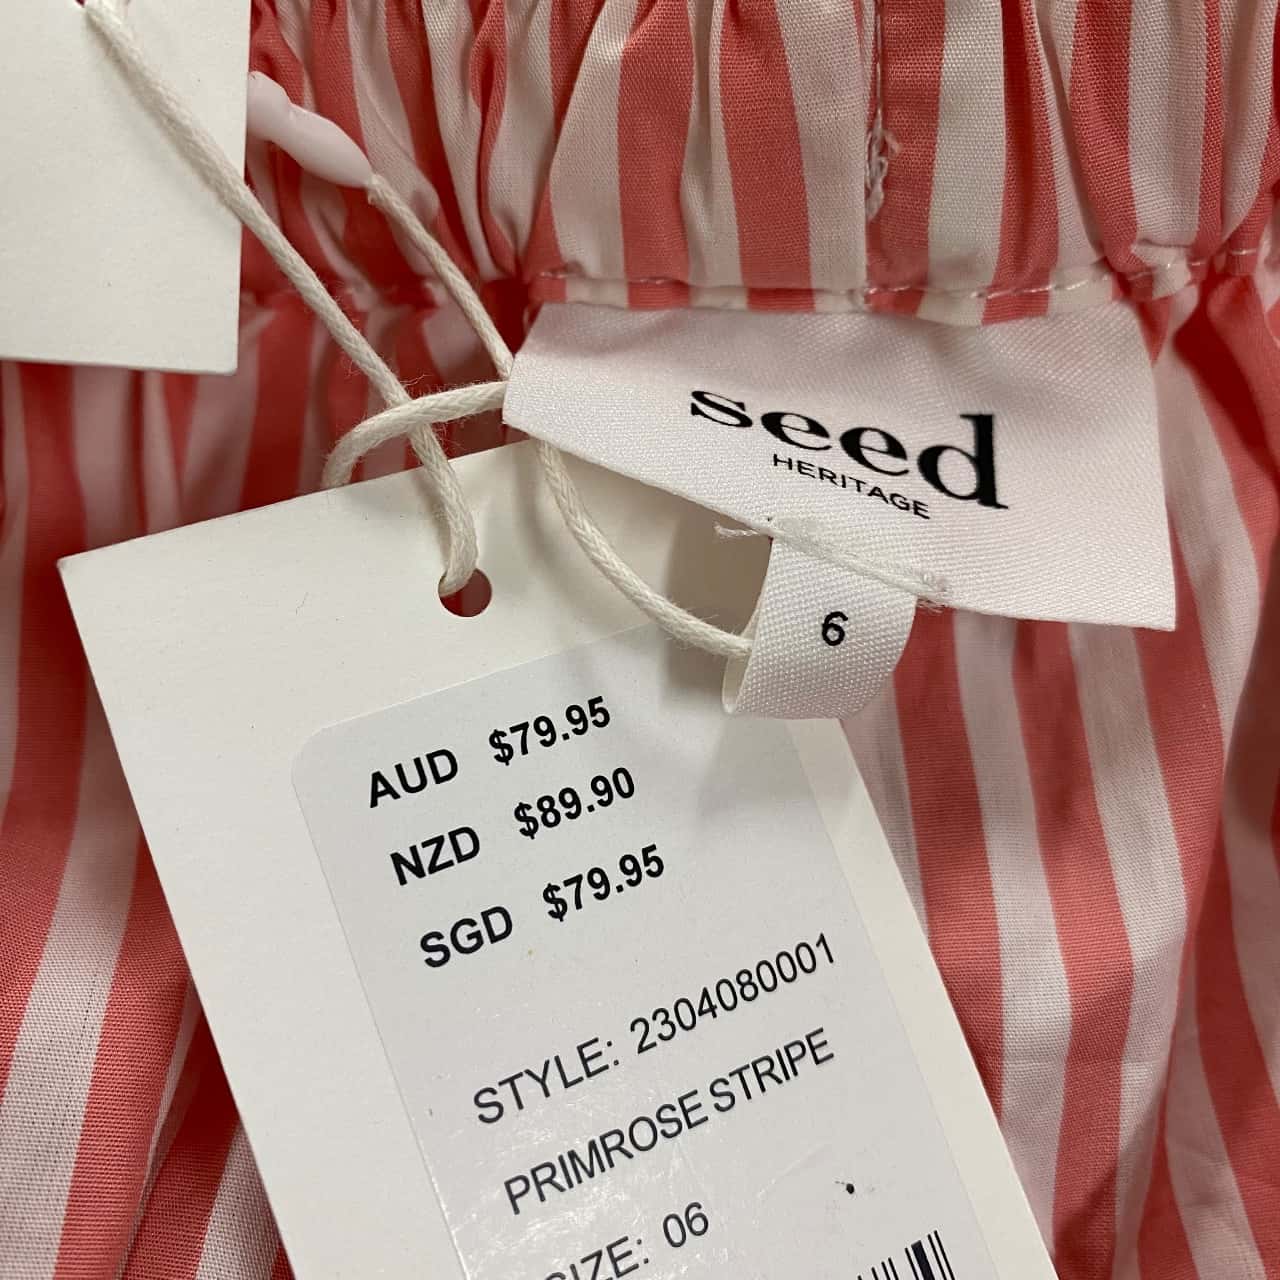 seed
HERITAGE
6
AUD $79.95
NZD $89.90
SGD $79.95
STYLE: 2304080001
PRIMROSE STRIPE
SIZE: 06